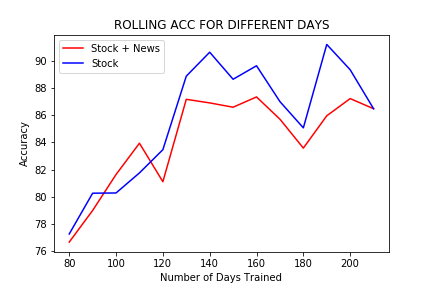 ROLLING ACC FOR DIFFERENT DAYS
Stock + News
Stock
Accuracy
90
88
86
84
82
80
78
76
80 100 120 140 160 180 200
Number of Days Trained